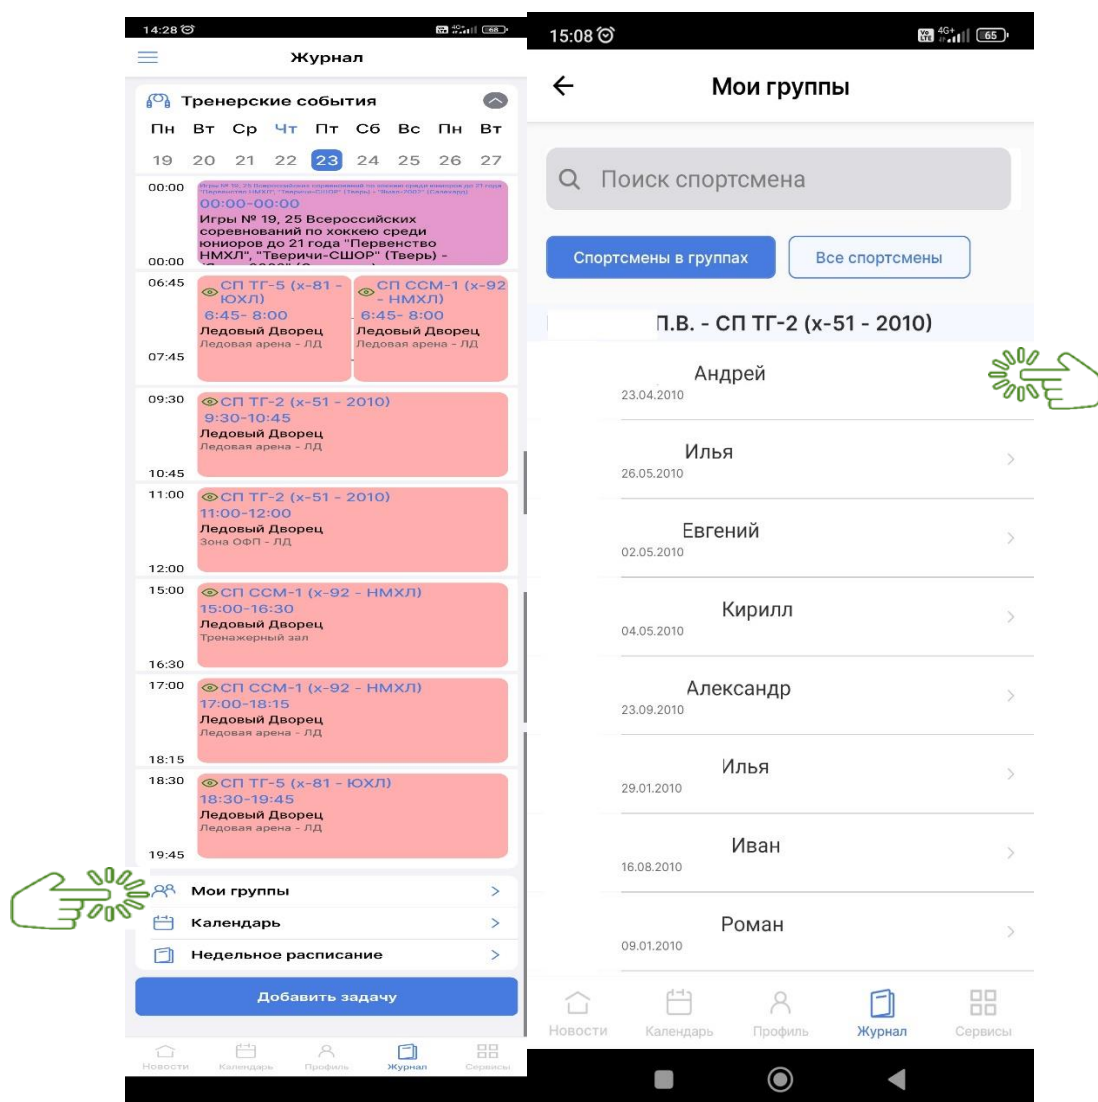 14:28
4G+
68
Журнал
Тренерские события
Пн Вт Ср Чт Пт Сб Вс Пн Вт
19 20 21 22 23 24 25 26 27
00:00
00:00-00:00
Игры № 19, 25 Всероссийских
соревнований по хоккею среди
юниоров до 21 года "Первенство
НМХЛ", "Тверичи-СШОР" (Тверь) -
00:00
06:45
СП ТГ-5 (х-81 -
ЮХЛ)
6:45- 8:00
Ледовый Дворец
Ледовая арена - ЛД
СП ССМ-1 (х-92
- НМХЛ)
6:45- 8:00
Ледовый Дворец
Ледовая арена - ЛД
07:45
09:30
СП ТГ-2 (х-51 - 2010)
9:30-10:45
Ледовый Дворец
Ледовая арена - ЛД
10:45
11:00
СП ТГ-2 (х-51 - 2010)
11:00-12:00
Ледовый Дворец
Зона ОФП - ЛД
12:00
15:00
СП ССМ-1 (х-92 - НМХЛ)
15:00-16:30
Ледовый Дворец
Тренажерный зал
16:30
17:00
СП ССМ-1 (х-92 - НМХЛ)
17:00-18:15
Ледовый Дворец
Ледовая арена - ЛД
18:15
18:30
СП ТГ-5 (х-81 - ЮХЛ)
18:30-19:45
Ледовый Дворец
Ледовая арена - ЛД
19:45
Мои группы
Календарь
Недельное расписание
Добавить задачу
Новости Календарь Профиль Журнал Сервисы
15:08
Vo LTE
4G+
65
Мои группы
Поиск спортсмена
Спортсмены в группах
Все спортсмены
П.В. - СП ТГ-2 (х-51 - 2010)
Андрей
23.04.2010
Илья
26.05.2010
Евгений
02.05.2010
Кирилл
04.05.2010
Александр
23.09.2010
Илья
29.01.2010
Иван
16.08.2010
Роман
09.01.2010
Новости Календарь Профиль Журнал Сервисы